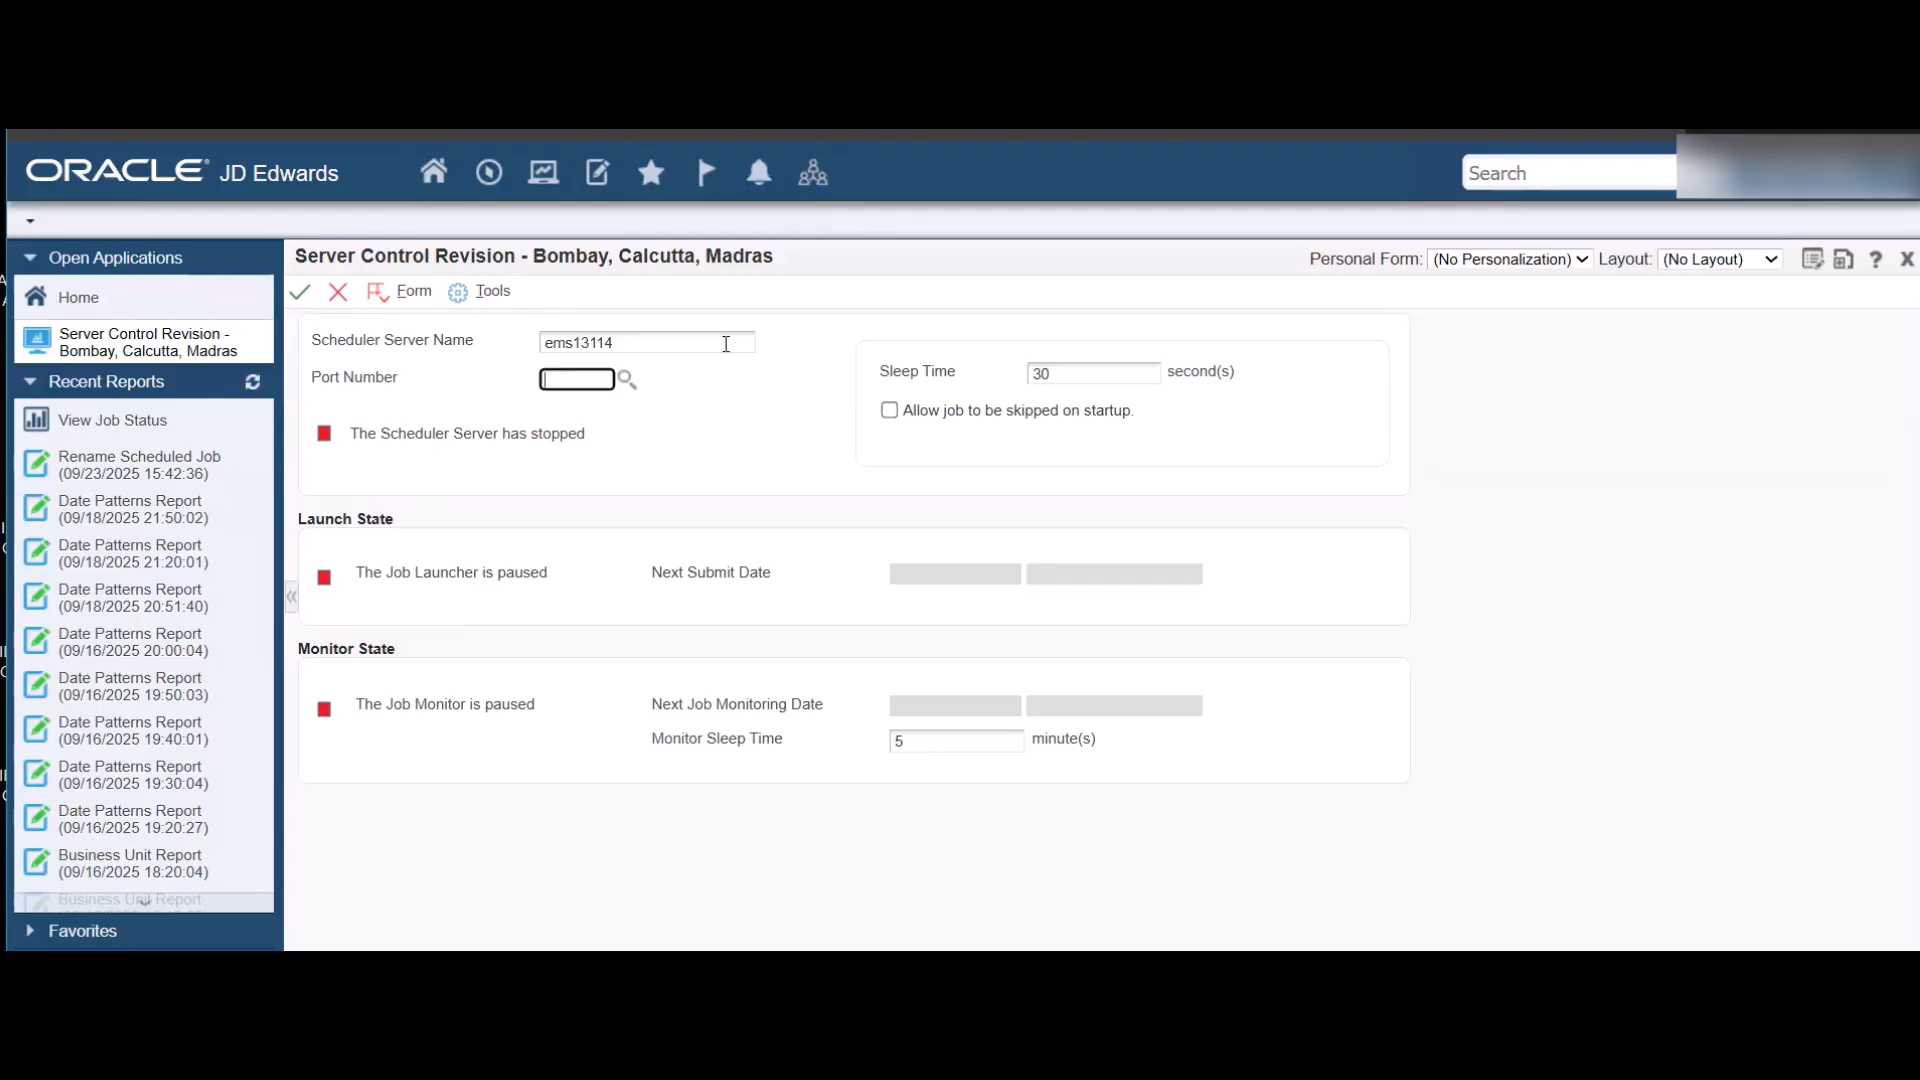 ORACLE JD Edwards
Search
Open Applications
Home
Server Control Revision -
Bombay, Calcutta, Madras
Recent Reports
View Job Status
Rename Scheduled Job
(09/23/2025 15:42:36)
Date Patterns Report
(09/18/2025 21:50:02)
Date Patterns Report
(09/18/2025 21:20:01)
Date Patterns Report
(09/18/2025 20:51:40)
Date Patterns Report
(09/16/2025 20:00:04)
Date Patterns Report
(09/16/2025 19:50:03)
Date Patterns Report
(09/16/2025 19:40:01)
Date Patterns Report
(09/16/2025 19:30:04)
Date Patterns Report
(09/16/2025 19:20:27)
Business Unit Report
(09/16/2025 18:20:04)
Business Unit Report
Favorites
Server Control Revision - Bombay, Calcutta, Madras
Personal Form: (No Personalization) Layout: (No Layout) ? X
Form Tools
Scheduler Server Name ems13114
Port Number
The Scheduler Server has stopped
Sleep Time 30 second(s)
Allow job to be skipped on startup.
Launch State
The Job Launcher is paused Next Submit Date
Monitor State
The Job Monitor is paused Next Job Monitoring Date
Monitor Sleep Time 5 minute(s)